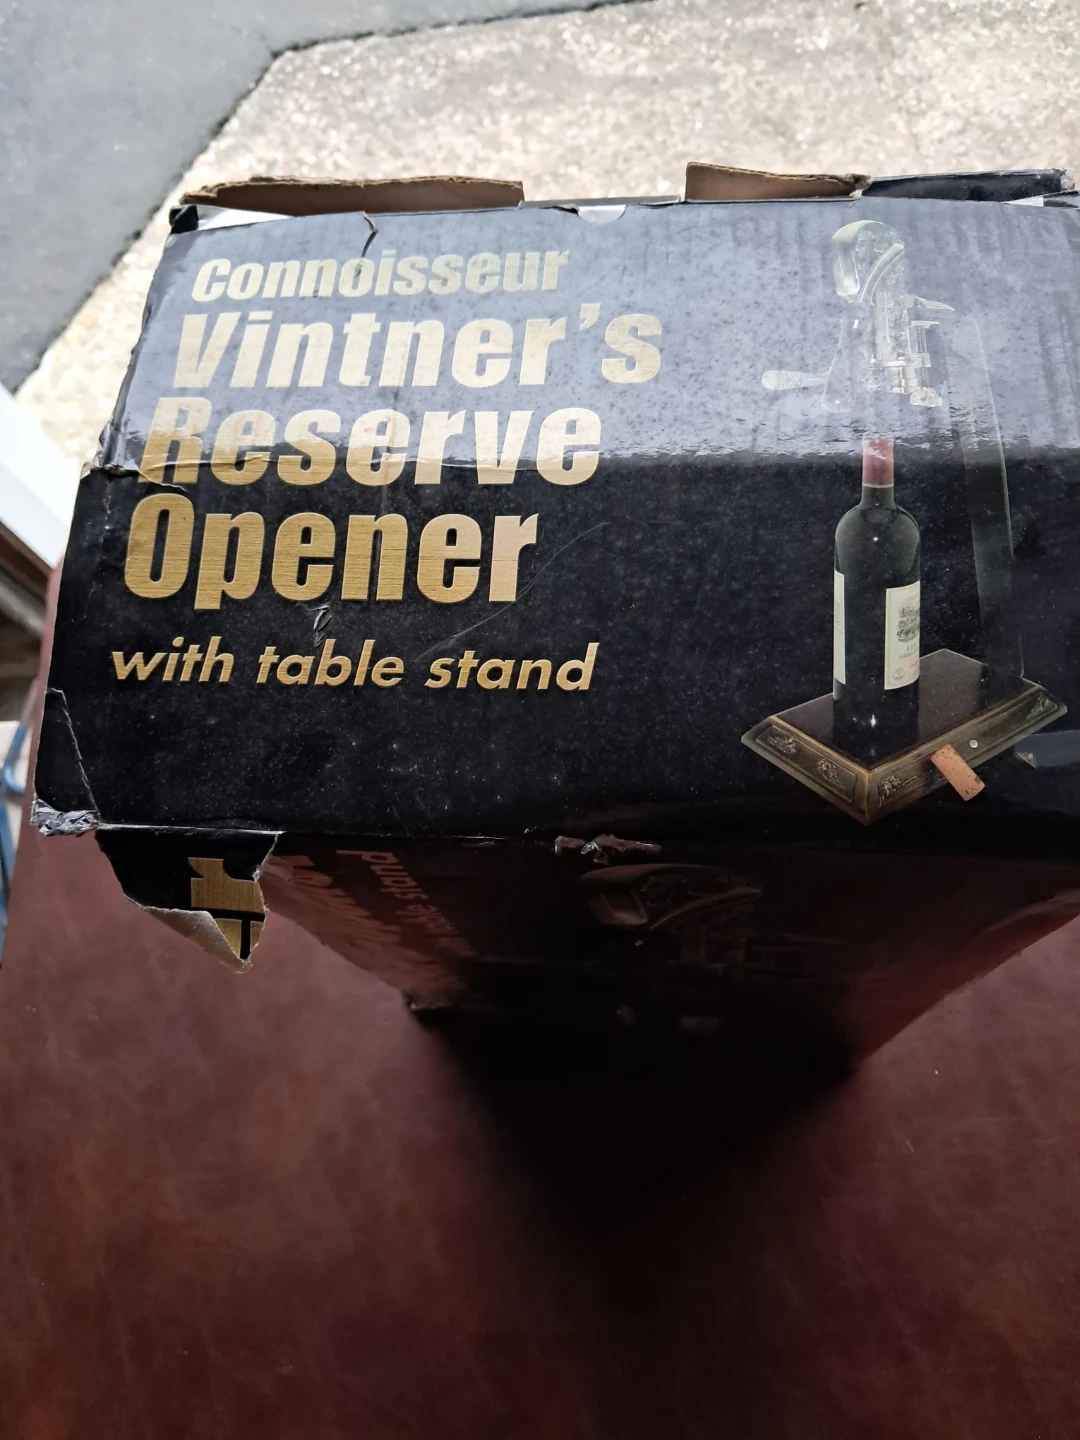 Connoisseur
Vintner's
Reserve
Opener
with table stand